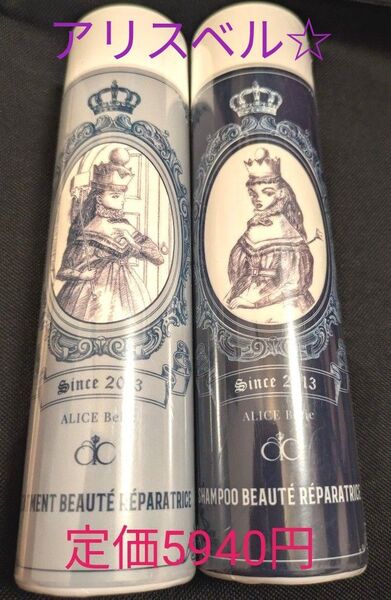 アリスベル☆
Since 2013
ALICE Belle
TREATMENT BEAUTÉ RÉPARATRICE
Since 2013
ALICE Belle
SHAMPOO BEAUTÉ RÉPARATRICE
定価5940円